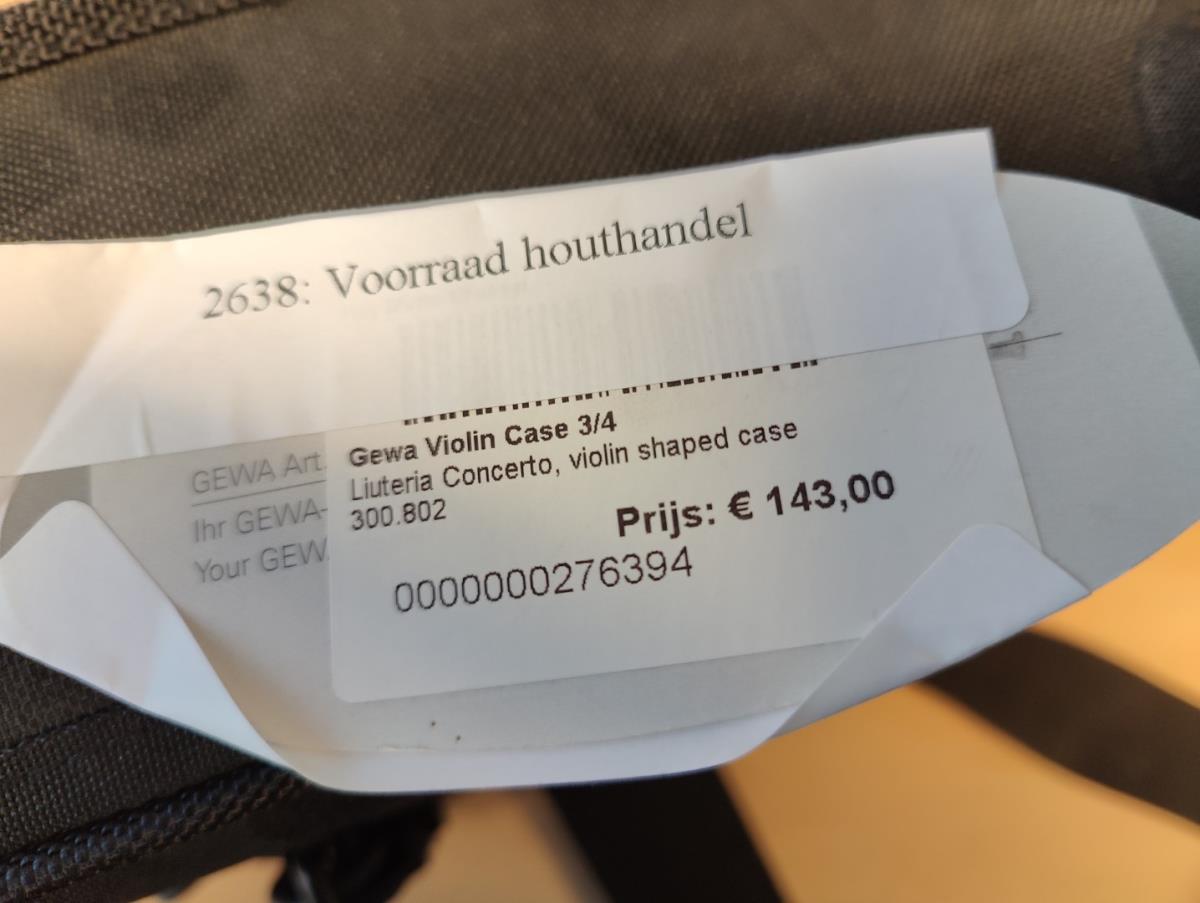 2638: Voorraad houthandel
Gewa Violin Case 3/4
Liuteria Concerto, violin shaped case
300.802
Prijs: € 143,00
0000000276394
GEWA Art.
Ihr GEWA-
Your GEW